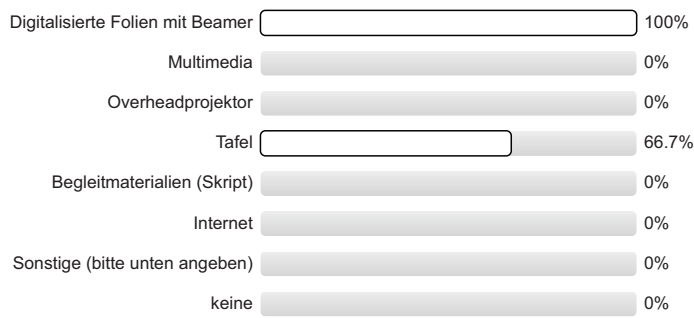 Digitalisierte Folien mit Beamer 100%
Multimedia 0%
Overheadprojektor 0%
Tafel 66.7%
Begleitmaterialien (Skript) 0%
Internet 0%
Sonstige (bitte unten angeben) 0%
keine 0%